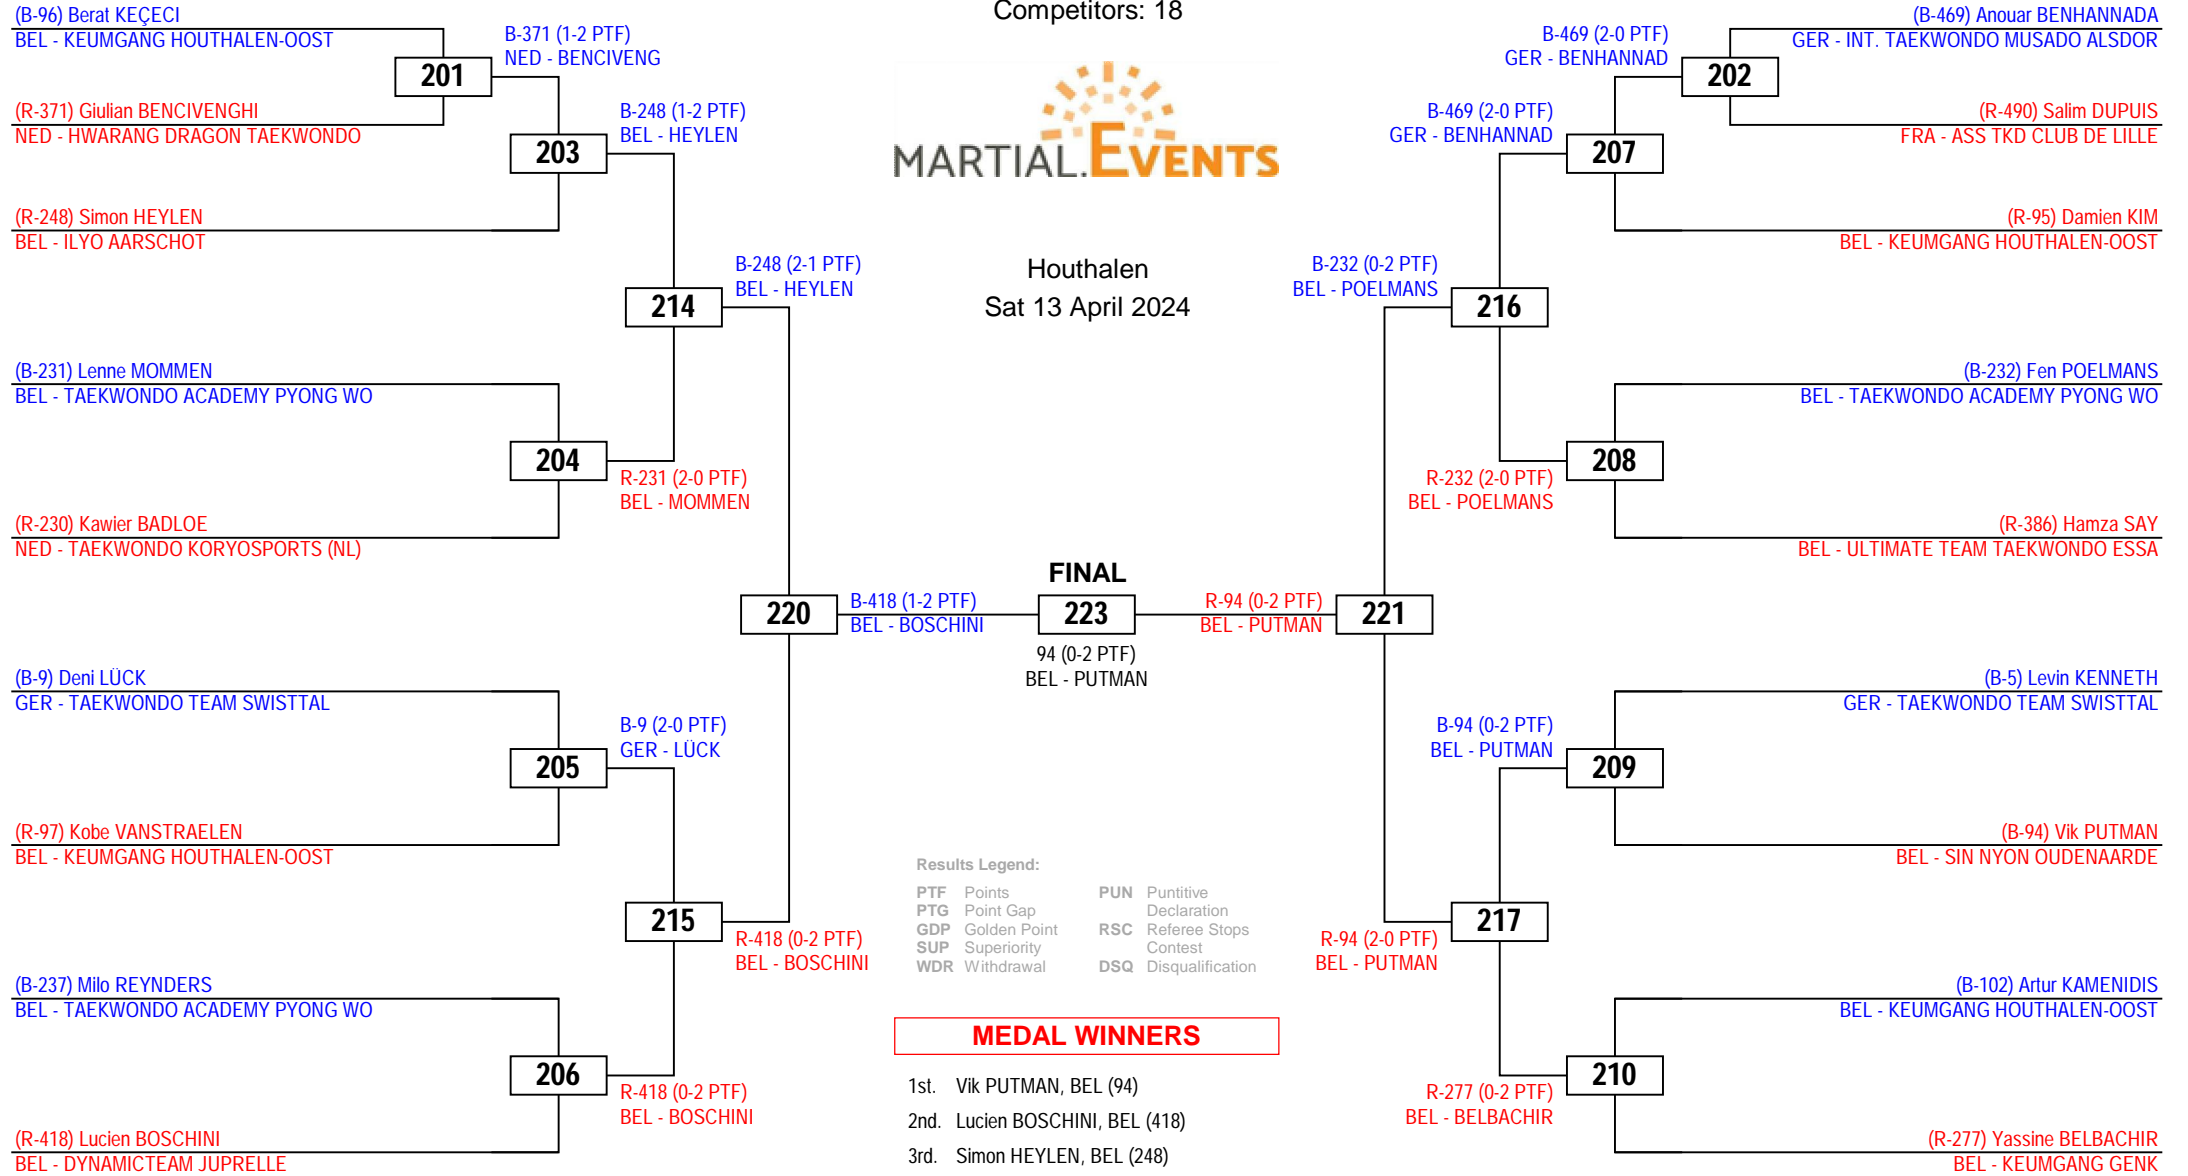 Competitors: 18
MARTIAL.EVENTS
Houthalen
Sat 13 April 2024
(B-96) Berat KEÇECI
BEL - KEUMGANG HOUTHALEN-OOST
201
(R-371) Giulian BENCIVENGHI
NED - HWARANG DRAGON TAEKWONDO
B-371 (1-2 PTF)
NED - BENCIVENG
203
(R-248) Simon HEYLEN
BEL - ILYO AARSCHOT
B-248 (1-2 PTF)
BEL - HEYLEN
214
B-248 (2-1 PTF)
BEL - HEYLEN
(B-231) Lenne MOMMEN
BEL - TAEKWONDO ACADEMY PYONG WO
204
R-231 (2-0 PTF)
BEL - MOMMEN
(R-230) Kawier BADLOE
NED - TAEKWONDO KORYOSPORTS (NL)
220
B-418 (1-2 PTF)
BEL - BOSCHINI
(B-9) Deni LÜCK
GER - TAEKWONDO TEAM SWISTTAL
205
B-9 (2-0 PTF)
GER - LÜCK
(R-97) Kobe VANSTRAELEN
BEL - KEUMGANG HOUTHALEN-OOST
215
R-418 (0-2 PTF)
BEL - BOSCHINI
(B-237) Milo REYNDERS
BEL - TAEKWONDO ACADEMY PYONG WO
206
R-418 (0-2 PTF)
BEL - BOSCHINI
(R-418) Lucien BOSCHINI
BEL - DYNAMICTEAM JUPRELLE
FINAL
223
94 (0-2 PTF)
BEL - PUTMAN
(B-469) Anouar BENHANNADA
GER - INT. TAEKWONDO MUSADO ALSDOR
202
B-469 (2-0 PTF)
GER - BENHANNAD
(R-490) Salim DUPUIS
FRA - ASS TKD CLUB DE LILLE
B-469 (2-0 PTF)
GER - BENHANNAD
207
(R-95) Damien KIM
BEL - KEUMGANG HOUTHALEN-OOST
B-232 (0-2 PTF)
BEL - POELMANS
216
(B-232) Fen POELMANS
BEL - TAEKWONDO ACADEMY PYONG WO
208
R-232 (2-0 PTF)
BEL - POELMANS
(R-386) Hamza SAY
BEL - ULTIMATE TEAM TAEKWONDO ESSA
R-94 (0-2 PTF)
BEL - PUTMAN
221
(B-5) Levin KENNETH
GER - TAEKWONDO TEAM SWISTTAL
B-94 (0-2 PTF)
BEL - PUTMAN
209
(B-94) Vik PUTMAN
BEL - SIN NYON OUDENAARDE
217
R-94 (2-0 PTF)
BEL - PUTMAN
(B-102) Artur KAMENIDIS
BEL - KEUMGANG HOUTHALEN-OOST
210
R-277 (0-2 PTF)
BEL - BELBACHIR
(R-277) Yassine BELBACHIR
BEL - KEUMGANG GENK
Results Legend:
PTF Points
PTG Point Gap
GDP Golden Point
SUP Superiority
WDR Withdrawal
PUN Puntitive
Declaration
RSC Referee Stops
Contest
DSQ Disqualification
MEDAL WINNERS
1st. Vik PUTMAN, BEL (94)
2nd. Lucien BOSCHINI, BEL (418)
3rd. Simon HEYLEN, BEL (248)